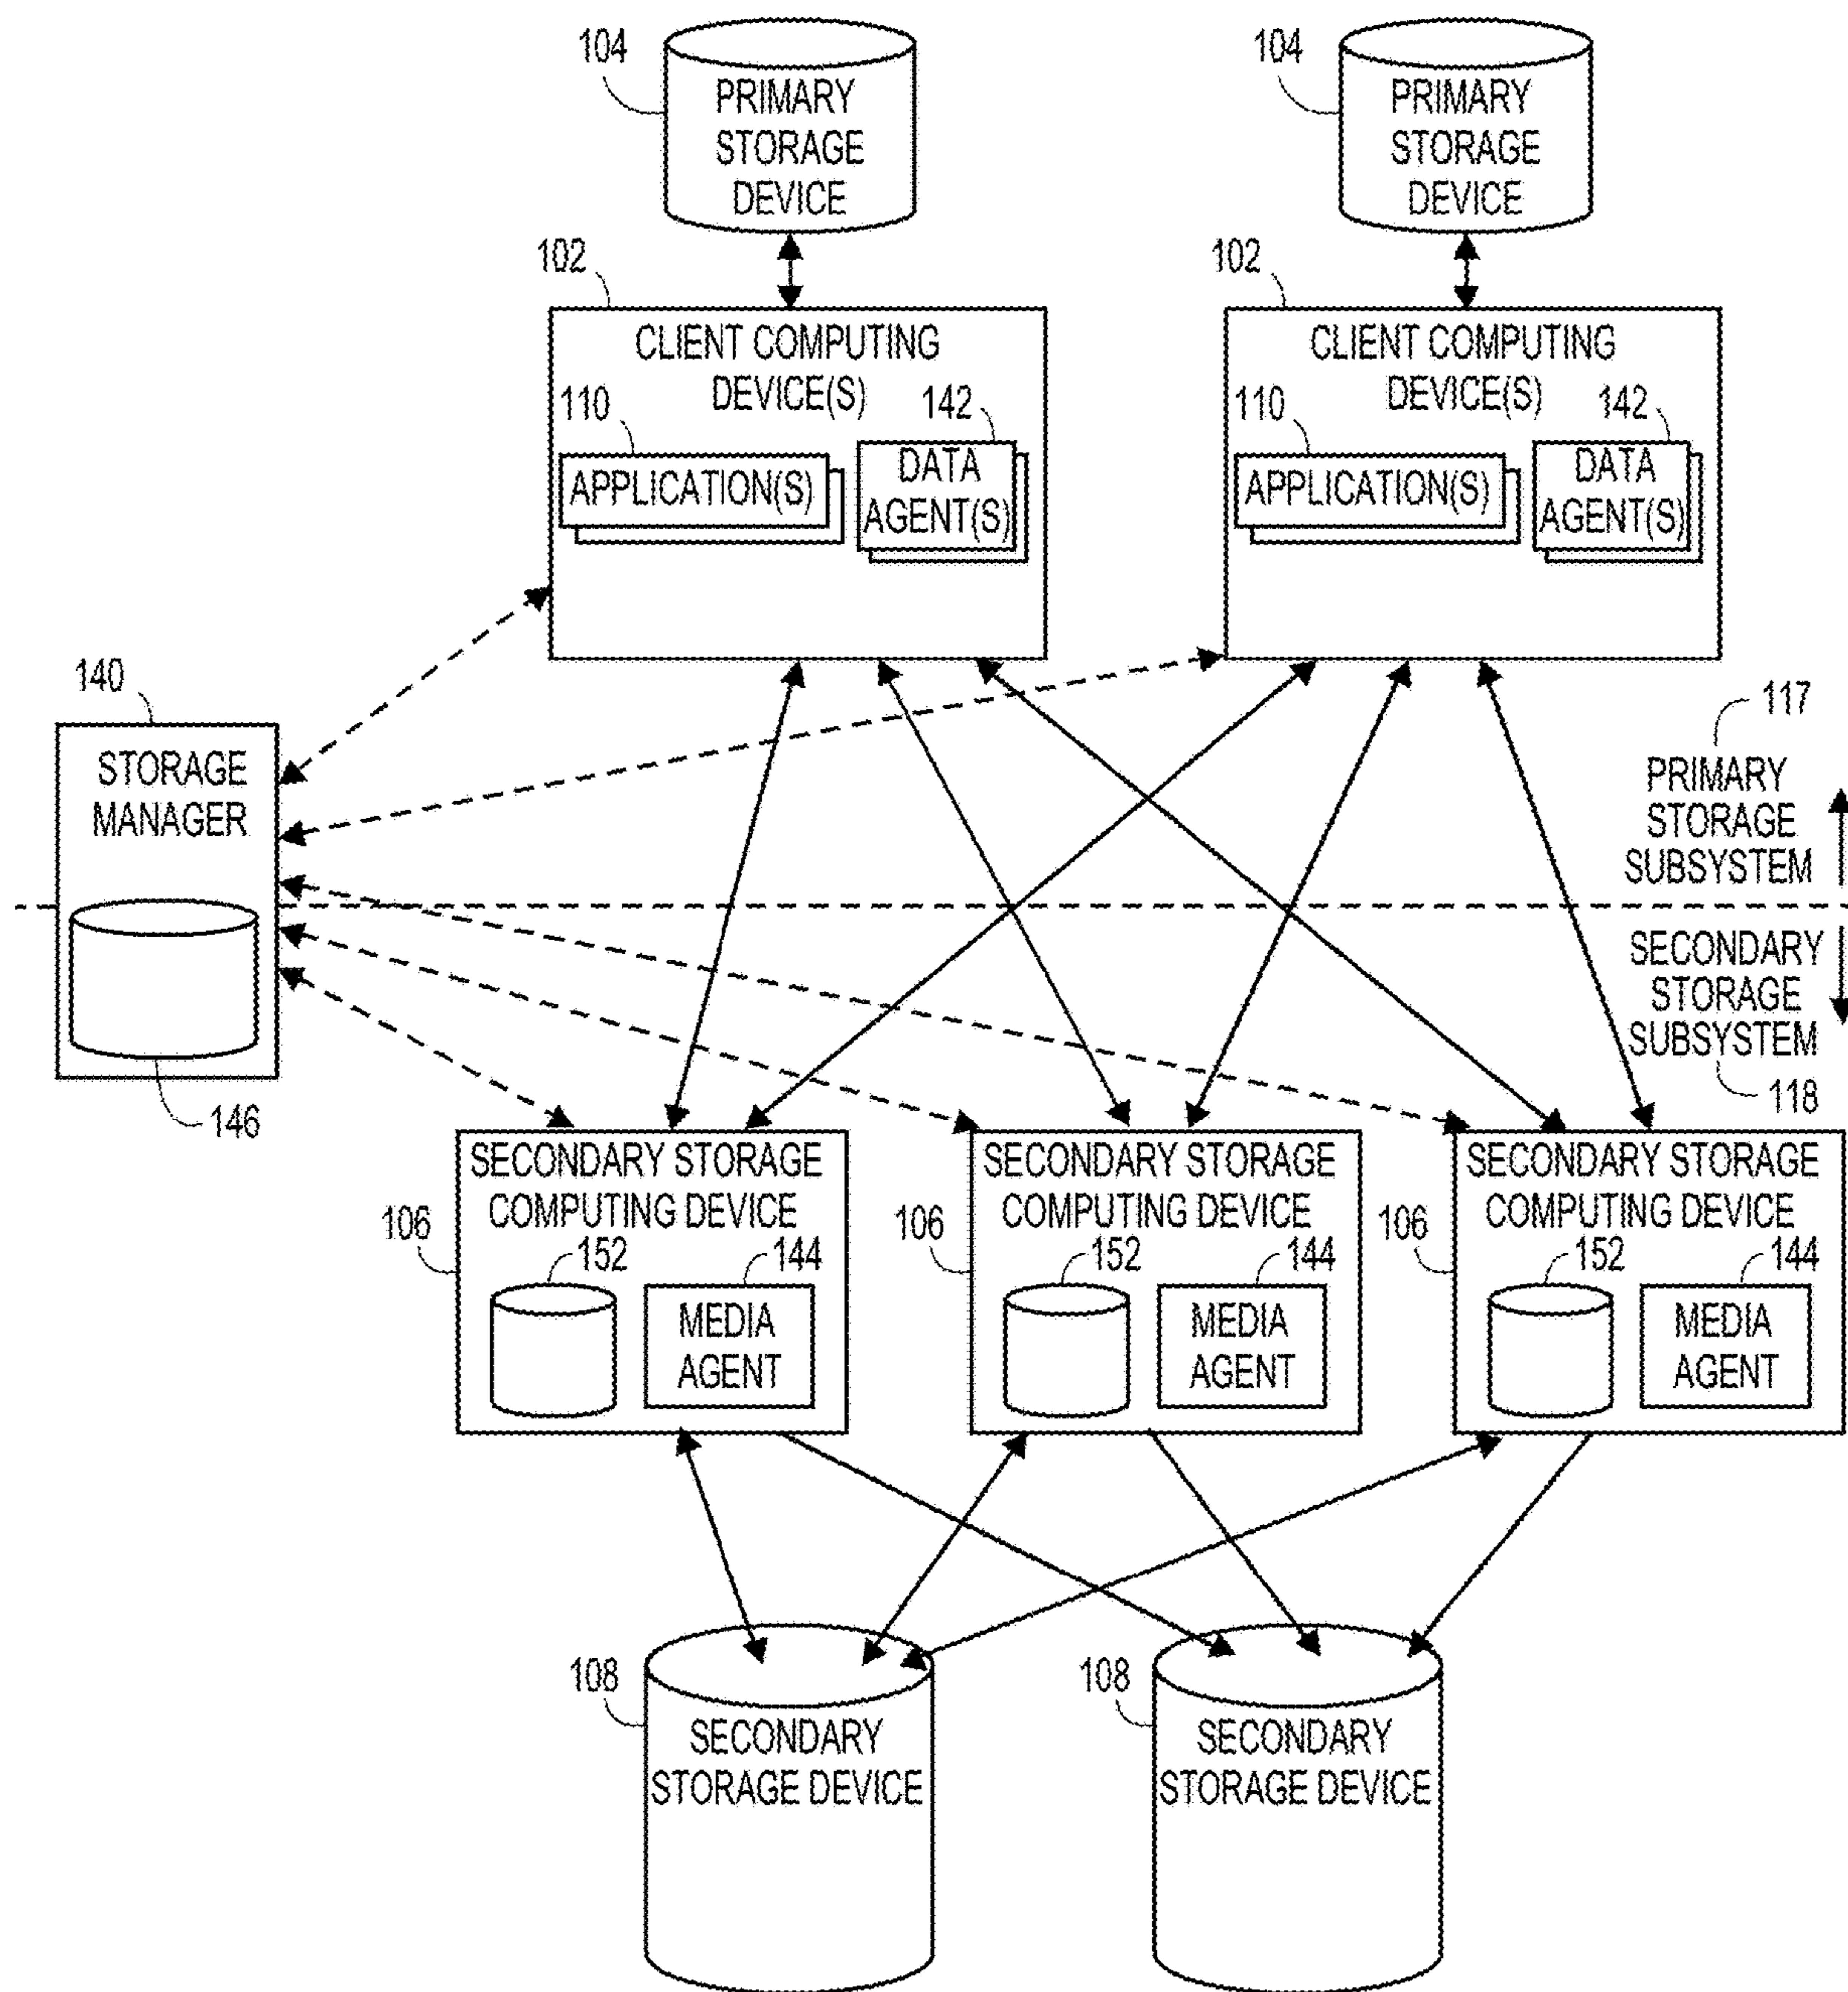 104
PRIMARY
STORAGE
DEVICE
104
PRIMARY
STORAGE
DEVICE
102
CLIENT COMPUTING
DEVICE(S)
110
142
APPLICATION(S)
DATA
AGENT(S)
102
CLIENT COMPUTING
DEVICE(S)
110
142
APPLICATION(S)
DATA
AGENT(S)
140
STORAGE
MANAGER
146
117
PRIMARY
STORAGE
SUBSYSTEM
SECONDARY
STORAGE
SUBSYSTEM
118
SECONDARY STORAGE
COMPUTING DEVICE
106
152
144
MEDIA
AGENT
SECONDARY STORAGE
COMPUTING DEVICE
106
152
144
MEDIA
AGENT
SECONDARY STORAGE
COMPUTING DEVICE
106
152
144
MEDIA
AGENT
108
SECONDARY
STORAGE DEVICE
108
SECONDARY
STORAGE DEVICE